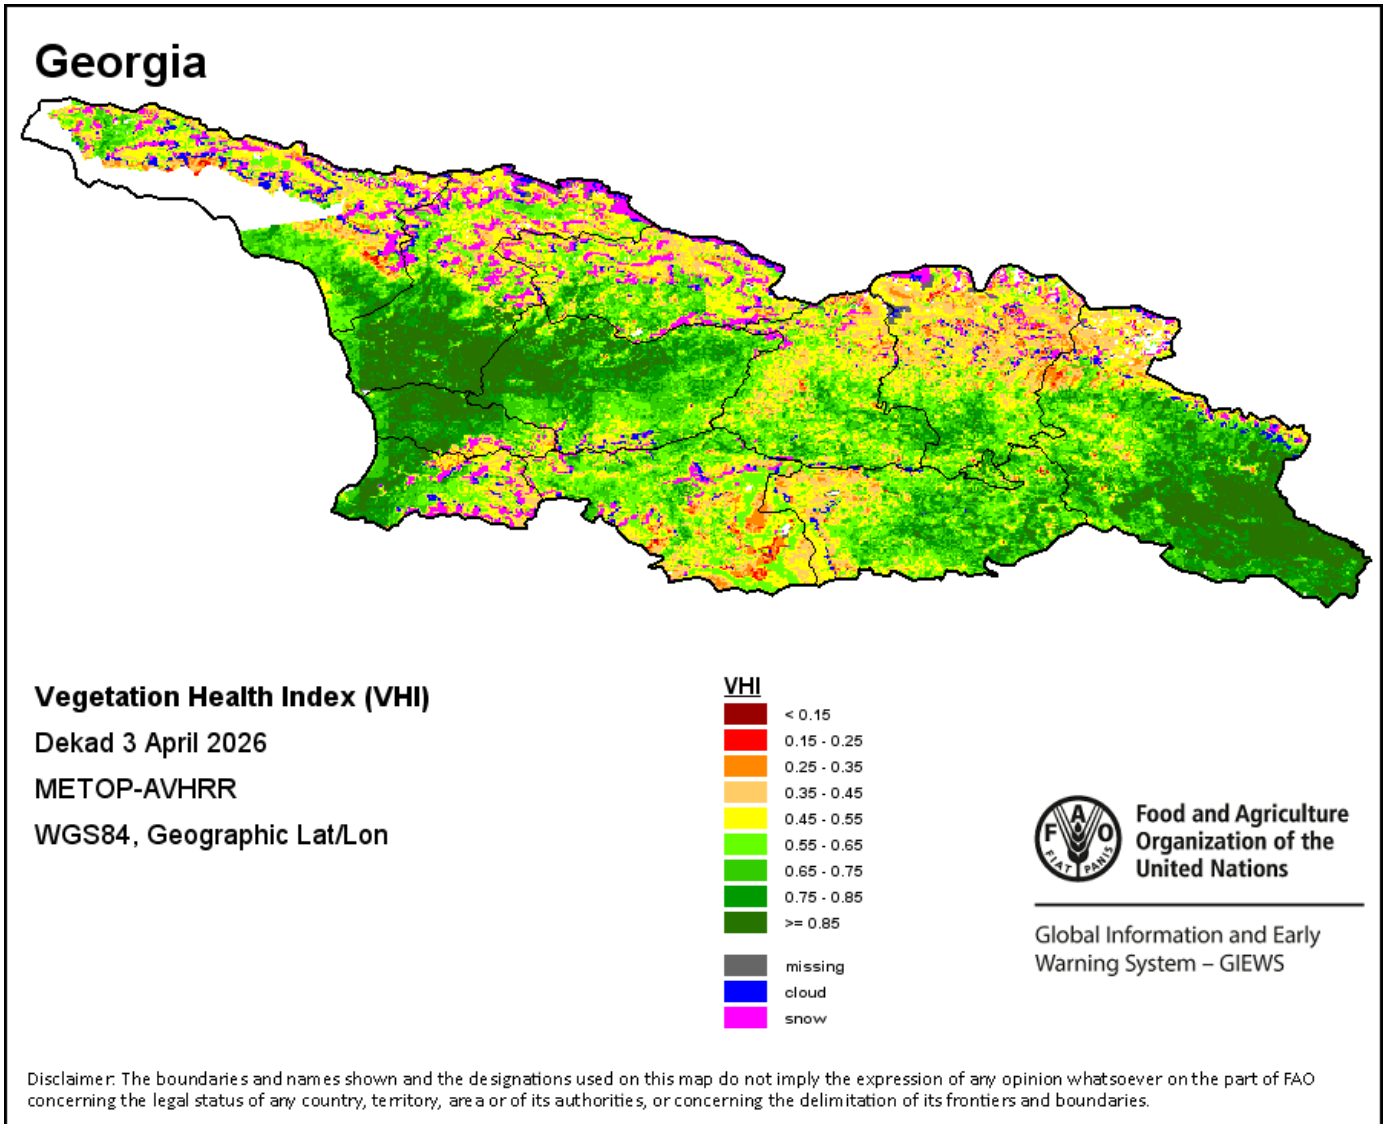 Georgia
Vegetation Health Index (VHI)
Dekad 3 April 2026
METOP-AVHRR
WGS84, Geographic Lat/Lon
VHI
< 0.15
0.15 - 0.25
0.25 - 0.35
0.35 - 0.45
0.45 - 0.55
0.55 - 0.65
0.65 - 0.75
0.75 - 0.85
>= 0.85
missing
cloud
snow
F A O
FIAT PANIS
Food and Agriculture
Organization of the
United Nations
Global Information and Early
Warning System – GIEWS
Disclaimer: The boundaries and names shown and the designations used on this map do not imply the expression of any opinion whatsoever on the part of FAO
concerning the legal status of any country, territory, area or of its authorities, or concerning the delimitation of its frontiers and boundaries.